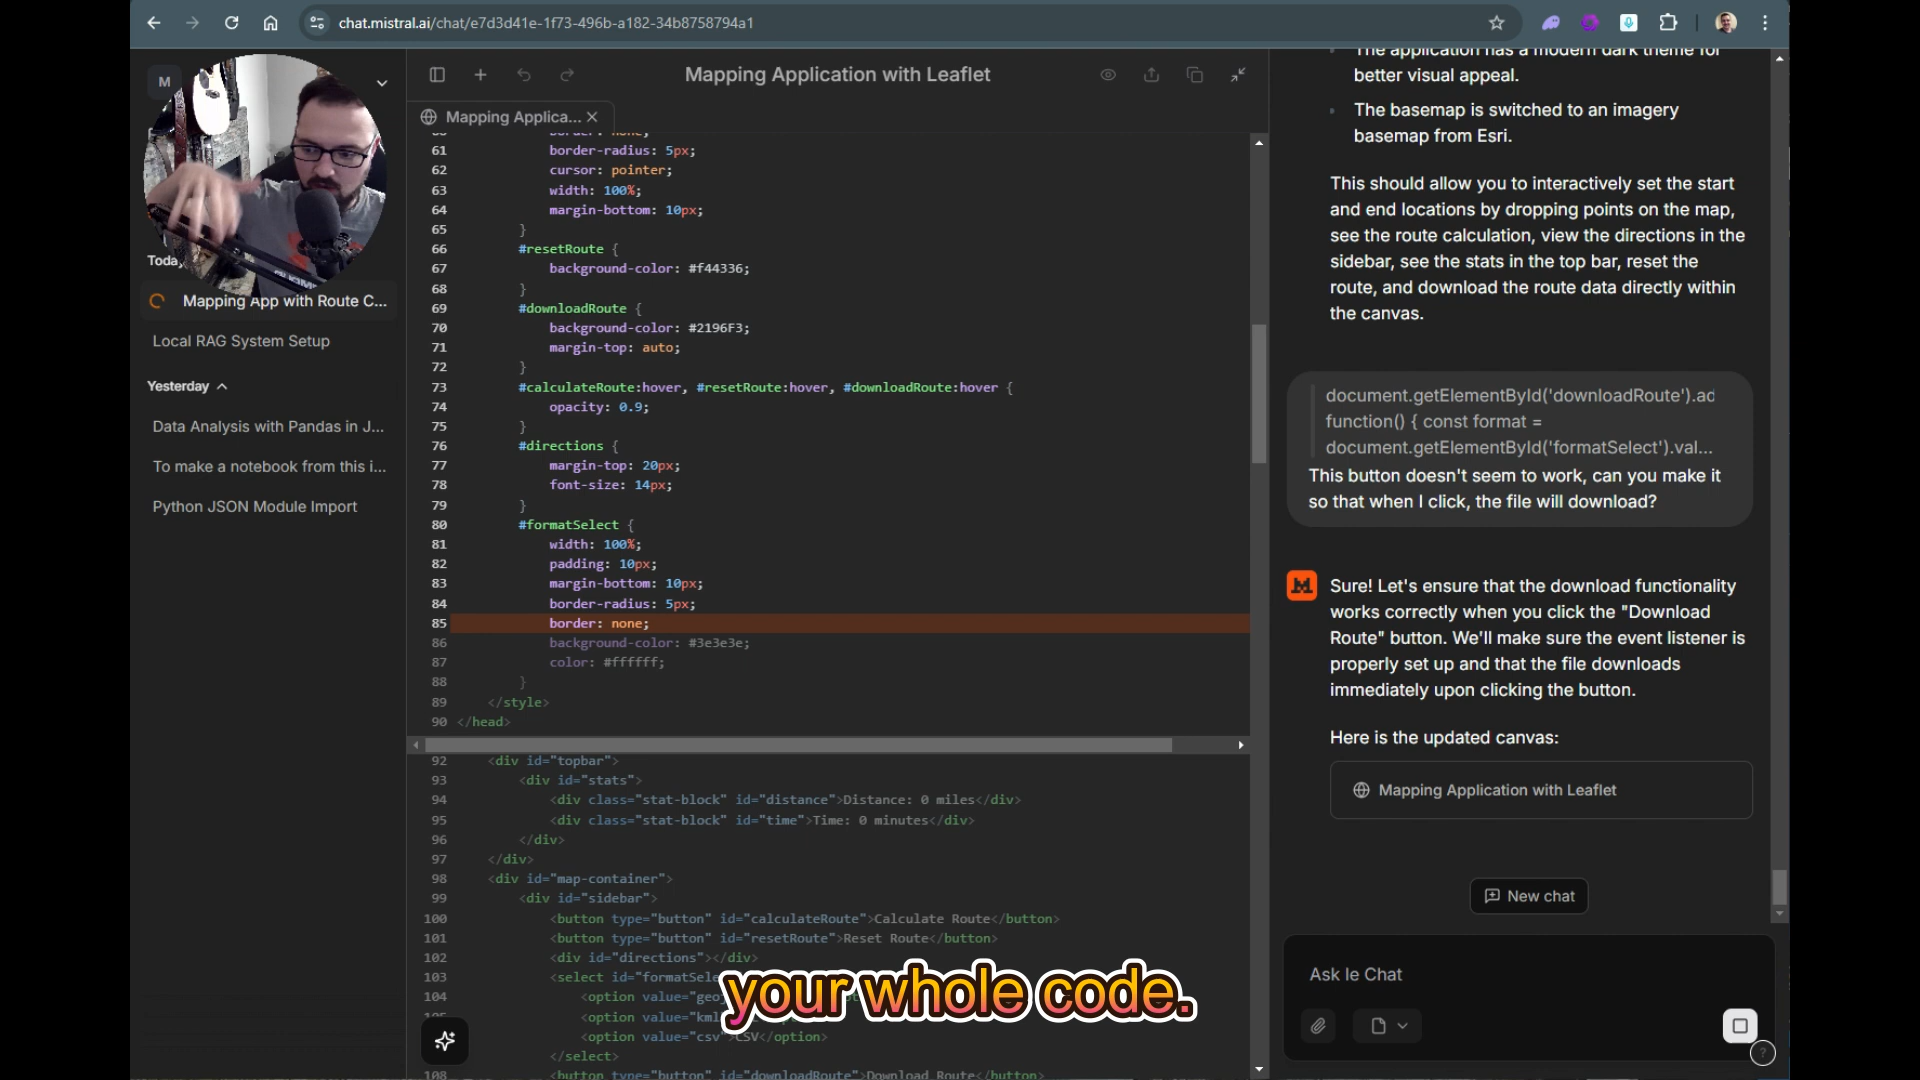 chat.mistral.ai/chat/e7d3d41e-1f73-496b-a182-34b8758794a1
M
Today
Mapping App with Route C...
Local RAG System Setup
Yesterday
Data Analysis with Pandas in J...
To make a notebook from this i...
Python JSON Module Import
Mapping Application with Leaflet
Mapping Applica...
border: none;
61 border-radius: 5px;
62 cursor: pointer;
63 width: 100%;
64 margin-bottom: 10px;
65 }
66 #resetRoute {
67 background-color: #f44336;
68 }
69 #downloadRoute {
70 background-color: #2196F3;
71 margin-top: auto;
72 }
73 #calculateRoute:hover, #resetRoute:hover, #downloadRoute:hover {
74 opacity: 0.9;
75 }
76 #directions {
77 margin-top: 20px;
78 font-size: 14px;
79 }
80 #formatSelect {
81 width: 100%;
82 padding: 10px;
83 margin-bottom: 10px;
84 border-radius: 5px;
85 border: none;
86 background-color: #3e3e3e;
87 color: #ffffff;
88 }
89 </style>
90 </head>
92 <div id="topbar">
93 <div id="stats">
94 <div class="stat-block" id="distance">Distance: 0 miles</div>
95 <div class="stat-block" id="time">Time: 0 minutes</div>
96 </div>
97 </div>
98 <div id="map-container">
99 <div id="sidebar">
100 <button type="button" id="calculateRoute">Calculate Route</button>
101 <button type="button" id="resetRoute">Reset Route</button>
102 <div id="directions"></div>
103 <select id="formatSele
104 <option value="geo
<option value="kml
<option value="csv">CSV</option>
</select>
108 <button type="button" id="downloadRoute">Download Route</button>
your whole code.
The application has a modern dark theme for
better visual appeal.
The basemap is switched to an imagery
basemap from Esri.
This should allow you to interactively set the start
and end locations by dropping points on the map,
see the route calculation, view the directions in the
sidebar, see the stats in the top bar, reset the
route, and download the route data directly within
the canvas.
document.getElementById('downloadRoute').ad
function() { const format =
document.getElementById('formatSelect').val...
This button doesn't seem to work, can you make it
so that when I click, the file will download?
Sure! Let's ensure that the download functionality
works correctly when you click the "Download
Route" button. We'll make sure the event listener is
properly set up and that the file downloads
immediately upon clicking the button.
Here is the updated canvas:
Mapping Application with Leaflet
New chat
Ask le Chat
?